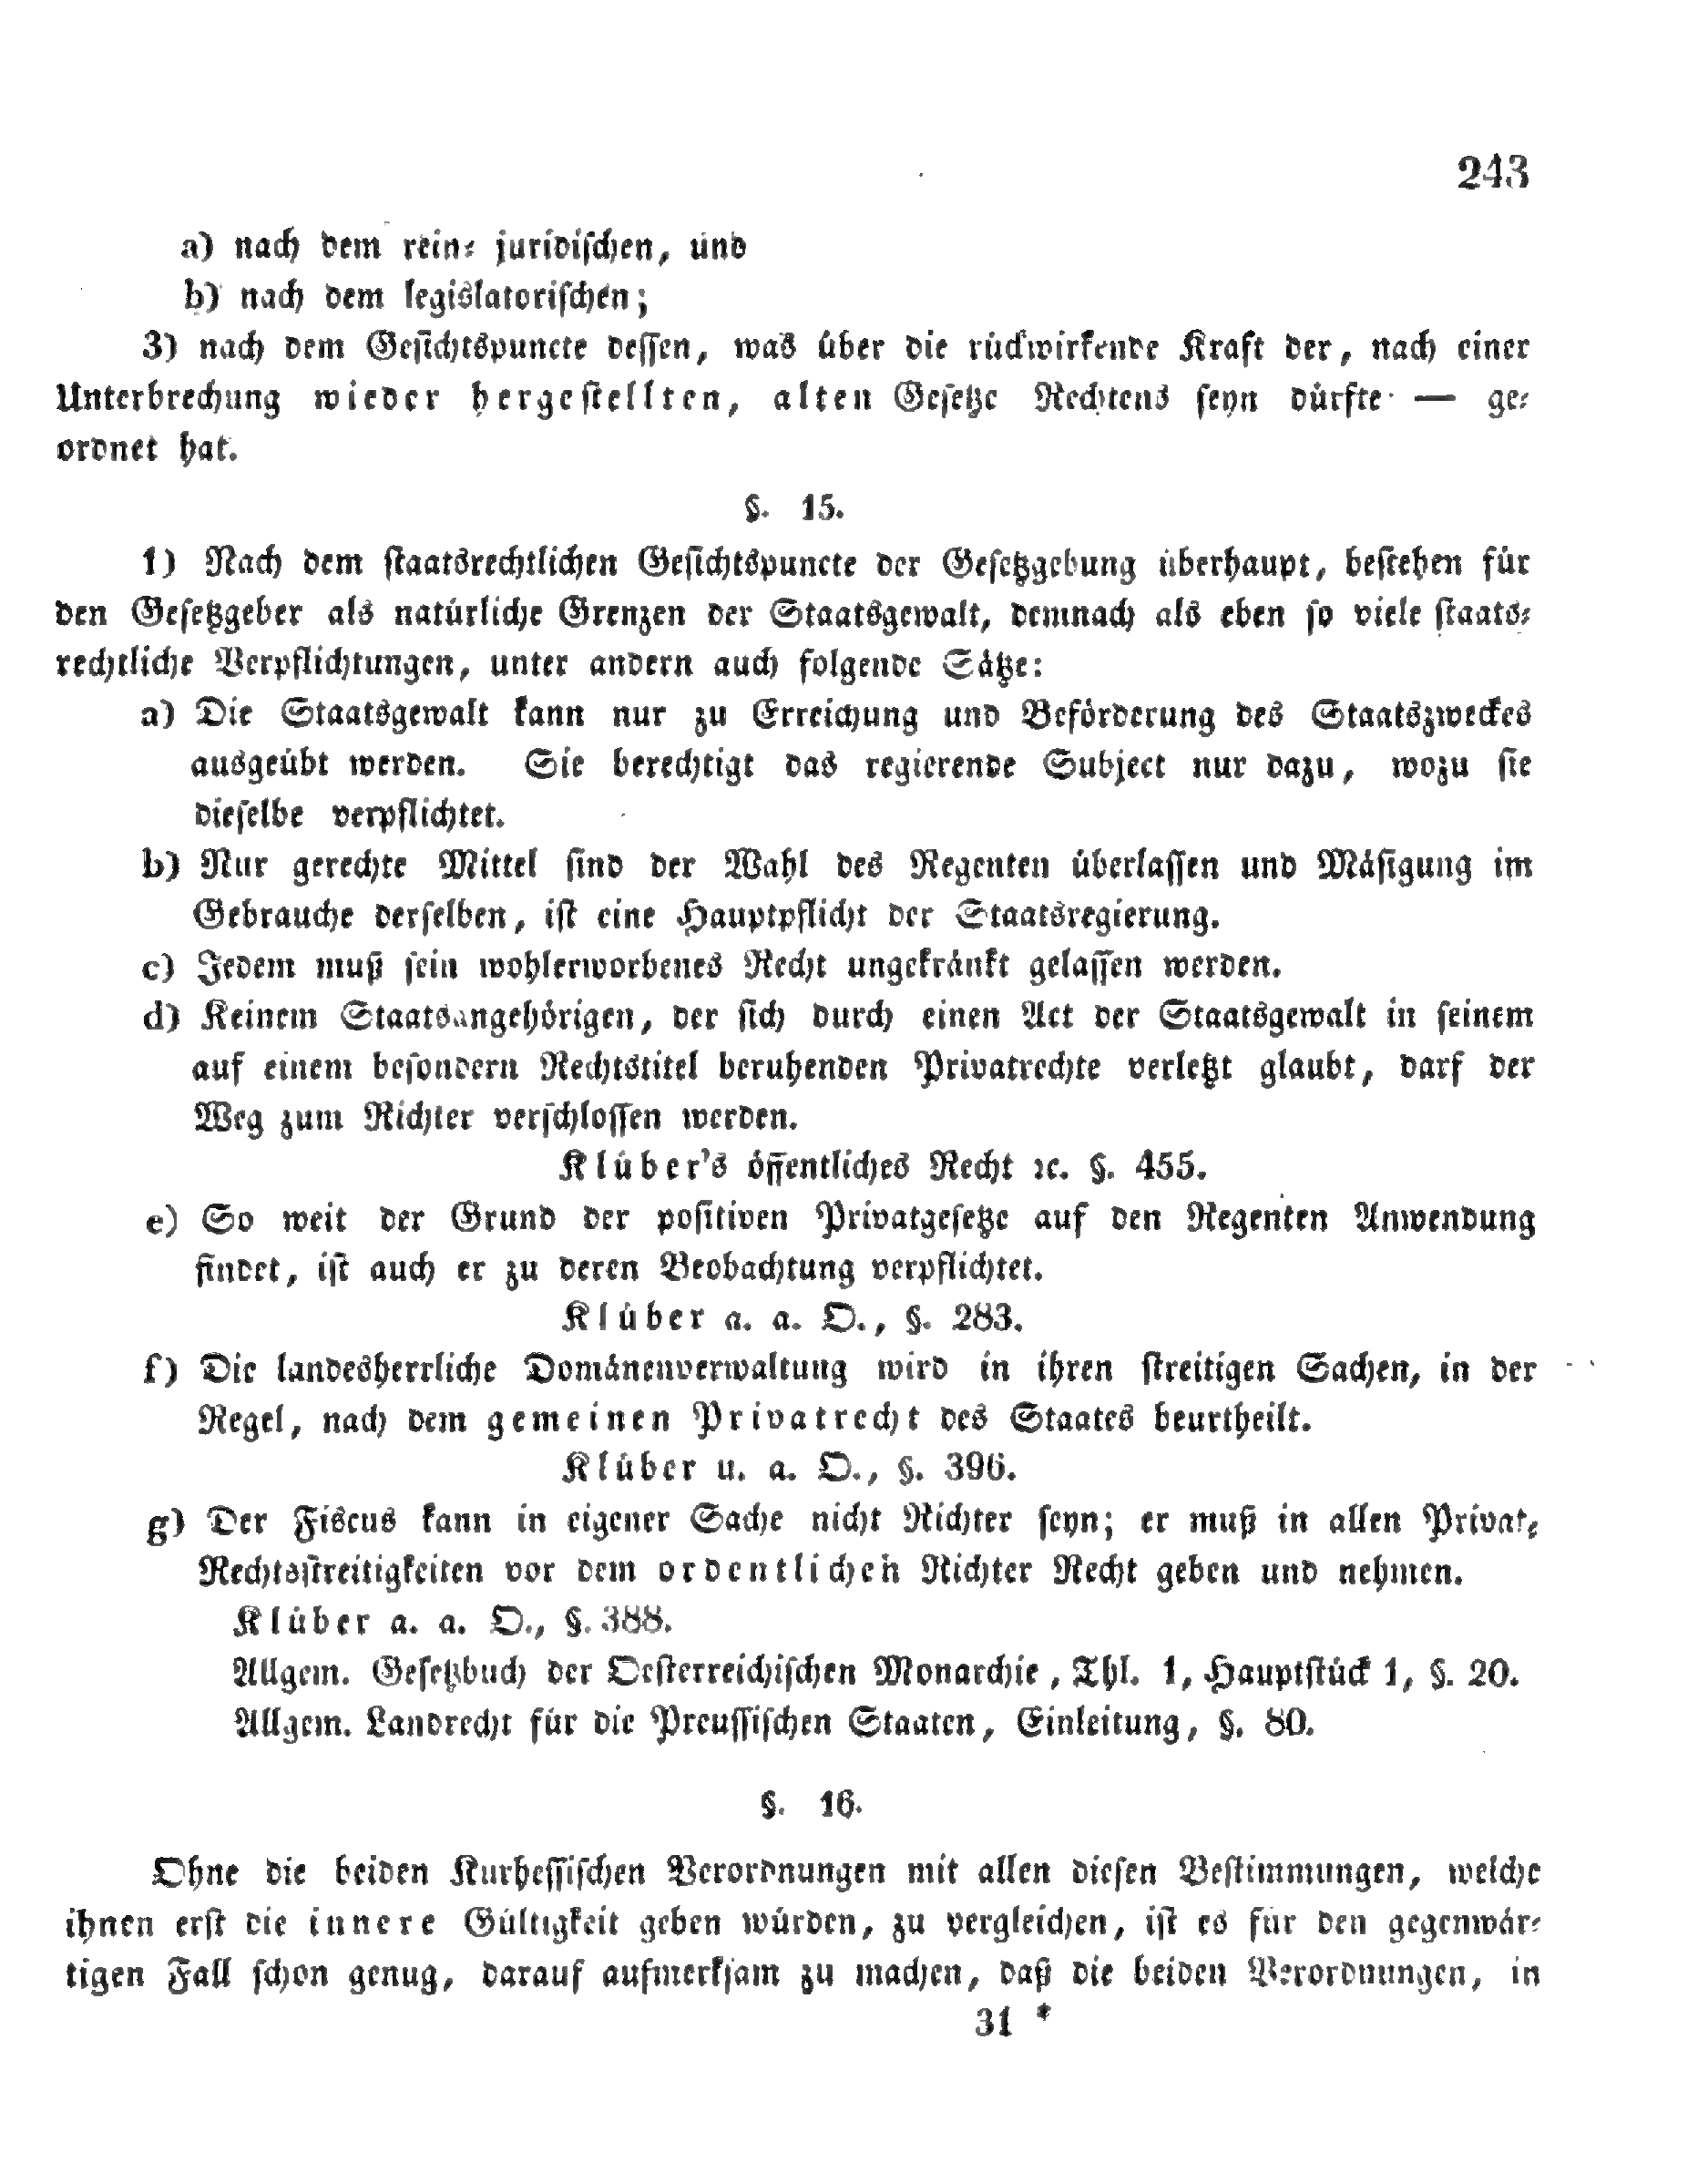 243
a) nach dem rein- juridischen, und
b) nach dem legislatorischen;
3) nach dem Gesichtspuncte dessen, was über die rückwirkende Kraft der, nach einer
Unterbrechung wieder hergestellten, alten Gesetze Rechtens seyn dürfte — ge-
ordnet hat.
§. 15.
1) Nach dem staatsrechtlichen Gesichtspuncte der Gesetzgebung überhaupt, bestehen für
den Gesetzgeber als natürliche Grenzen der Staatsgewalt, demnach als eben so viele staats-
rechtliche Verpflichtungen, unter andern auch folgende Sätze:
a) Die Staatsgewalt kann nur zu Erreichung und Beförderung des Staatszweckes
ausgeübt werden. Sie berechtigt das regierende Subject nur dazu, wozu sie
dieselbe verpflichtet.
b) Nur gerechte Mittel sind der Wahl des Regenten überlassen und Mäsigung im
Gebrauche derselben, ist eine Hauptpflicht der Staatsregierung.
c) Jedem muß sein wohlerworbenes Recht ungekränkt gelassen werden.
d) Keinem Staatsangehörigen, der sich durch einen Act der Staatsgewalt in seinem
auf einem besondern Rechtstitel beruhenden Privatrechte verletzt glaubt, darf der
Weg zum Richter verschlossen werden.
Klüber's öffentliches Recht ꝛc. §. 455.
e) So weit der Grund der positiven Privatgesetze auf den Regenten Anwendung
findet, ist auch er zu deren Beobachtung verpflichtet.
Klüber a. a. O., §. 283.
f) Die landesherrliche Domänenverwaltung wird in ihren streitigen Sachen, in der
Regel, nach dem gemeinen Privatrecht des Staates beurtheilt.
Klüber a. a. O., §. 396.
g) Der Fiscus kann in eigener Sache nicht Richter seyn; er muß in allen Privat-
Rechtsstreitigkeiten vor dem ordentlichen Richter Recht geben und nehmen.
Klüber a. a. O., §. 388.
Allgem. Gesetzbuch der Oesterreichischen Monarchie, Thl. 1, Hauptstück 1, §. 20.
Allgem. Landrecht für die Preussischen Staaten, Einleitung, §. 80.
§. 16.
Ohne die beiden Kurhessischen Verordnungen mit allen diesen Bestimmungen, welche
ihnen erst die innere Gültigkeit geben würden, zu vergleichen, ist es für den gegenwär-
tigen Fall schon genug, darauf aufmerksam zu machen, daß die beiden Verordnungen, in
31 *